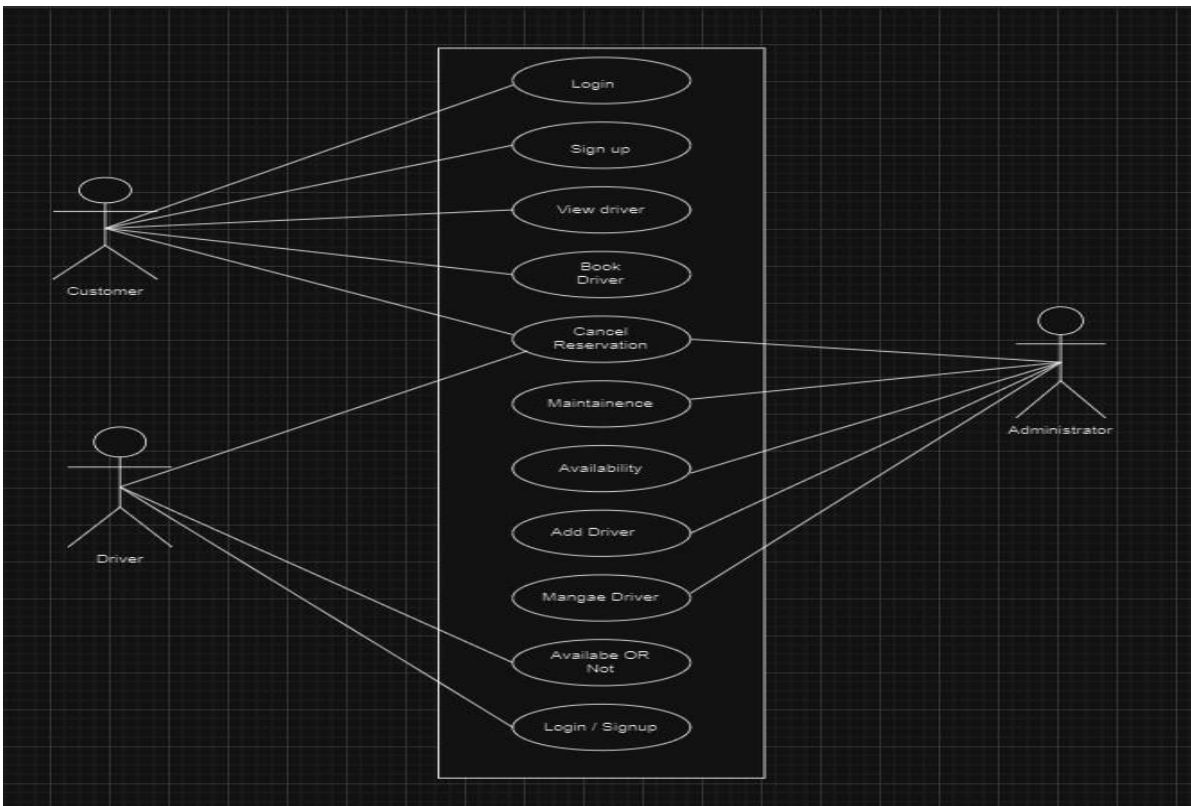 Login
Sign up
View driver
Book
Driver
Customer
Cancel
Reservation
Maintainence
Administrator
Availability
Add Driver
Driver
Mangae Driver
Availabe OR
Not
Login / Signup